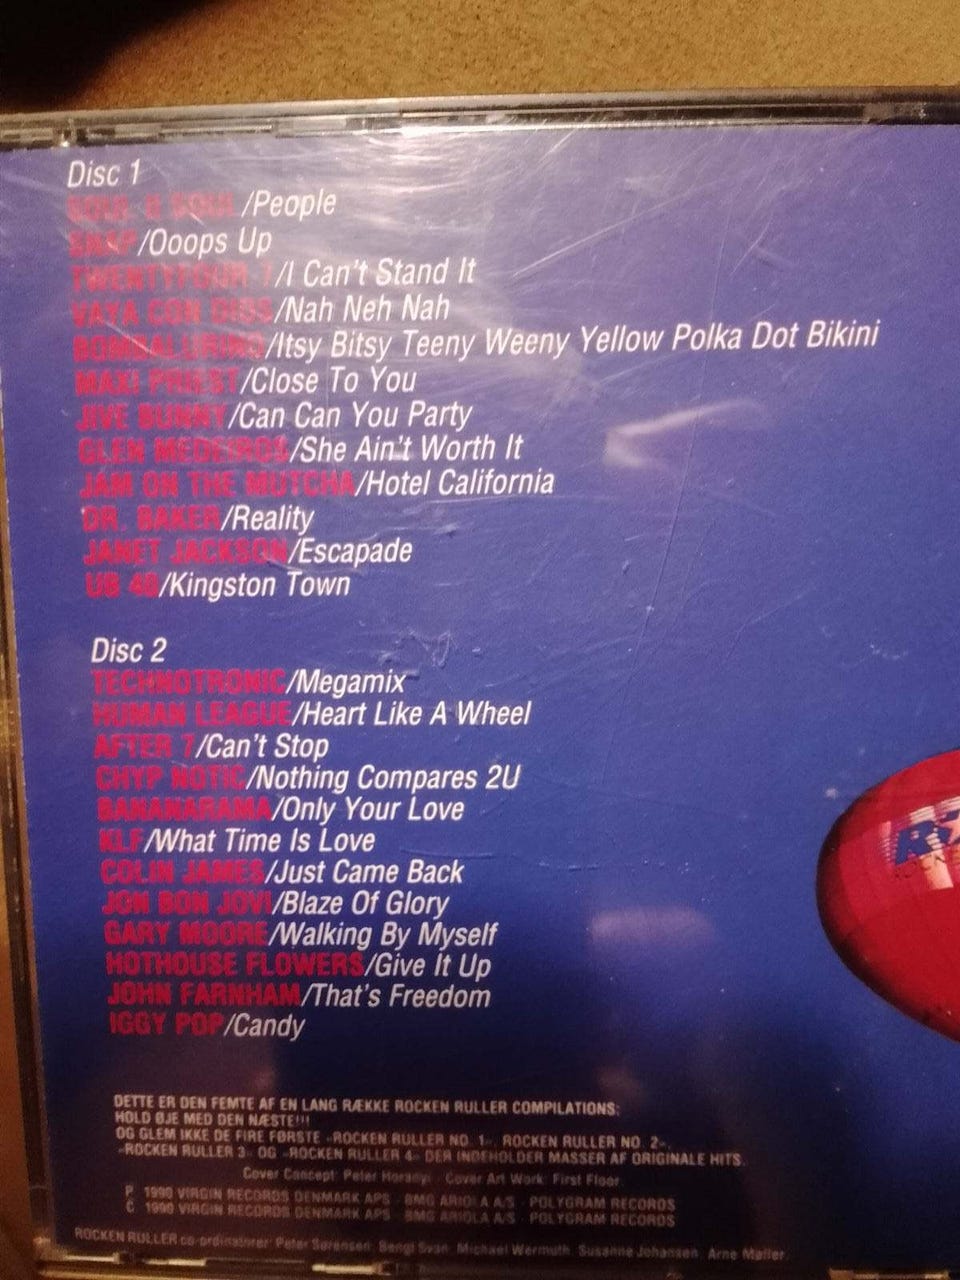 Disc 1
SOUL II SOUL/People
SNAP/Ooops Up
TWENTYFOUR 7/I Can't Stand It
VAYA CON DIOS/Nah Neh Nah
BOMBALURINA/Itsy Bitsy Teeny Weeny Yellow Polka Dot Bikini
MAXI PRIEST/Close To You
JIVE BUNNY/Can Can You Party
GLEN MEDEIROS/She Ain't Worth It
JAM ON THE MUTCHA/Hotel California
DR. BAKER/Reality
JANET JACKSON/Escapade
UB 40/Kingston Town
Disc 2
TECHNOTRONIC/Megamix
HUMAN LEAGUE/Heart Like A Wheel
AFTER 7/Can't Stop
CHYP NOTIC/Nothing Compares 2U
BANANARAMA/Only Your Love
KLF/What Time Is Love
COLIN JAMES/Just Came Back
JON BON JOVI/Blaze Of Glory
GARY MOORE/Walking By Myself
HOTHOUSE FLOWERS/Give It Up
JOHN FARNHAM/That's Freedom
IGGY POP/Candy
DETTE ER DEN FEMTE AF EN LANG RÆKKE ROCKEN RULLER COMPILATIONS:
HOLD ØJE MED DEN NÆSTE!!!
OG GLEM IKKE DE FIRE FØRSTE »ROCKEN RULLER NO. 1«, ROCKEN RULLER NO. 2«,
»ROCKEN RULLER 3« OG »ROCKEN RULLER 4« DER INDEHOLDER MASSER AF ORIGINALE HITS.
Cover Concept: Peter Cover Art Work: First Floor.
P 1990 VIRGIN RECORDS DENMARK APS - BMG ARIOLA A/S - POLYGRAM RECORDS
C 1990 VIRGIN RECORDS DENMARK APS - BMG ARIOLA A/S - POLYGRAM RECORDS
ROCKEN RULLER co-ordinatorer: Peter Sørensen, Bengt Svan, Michael Wermuth, Susanne Johansen, Arne Møller.